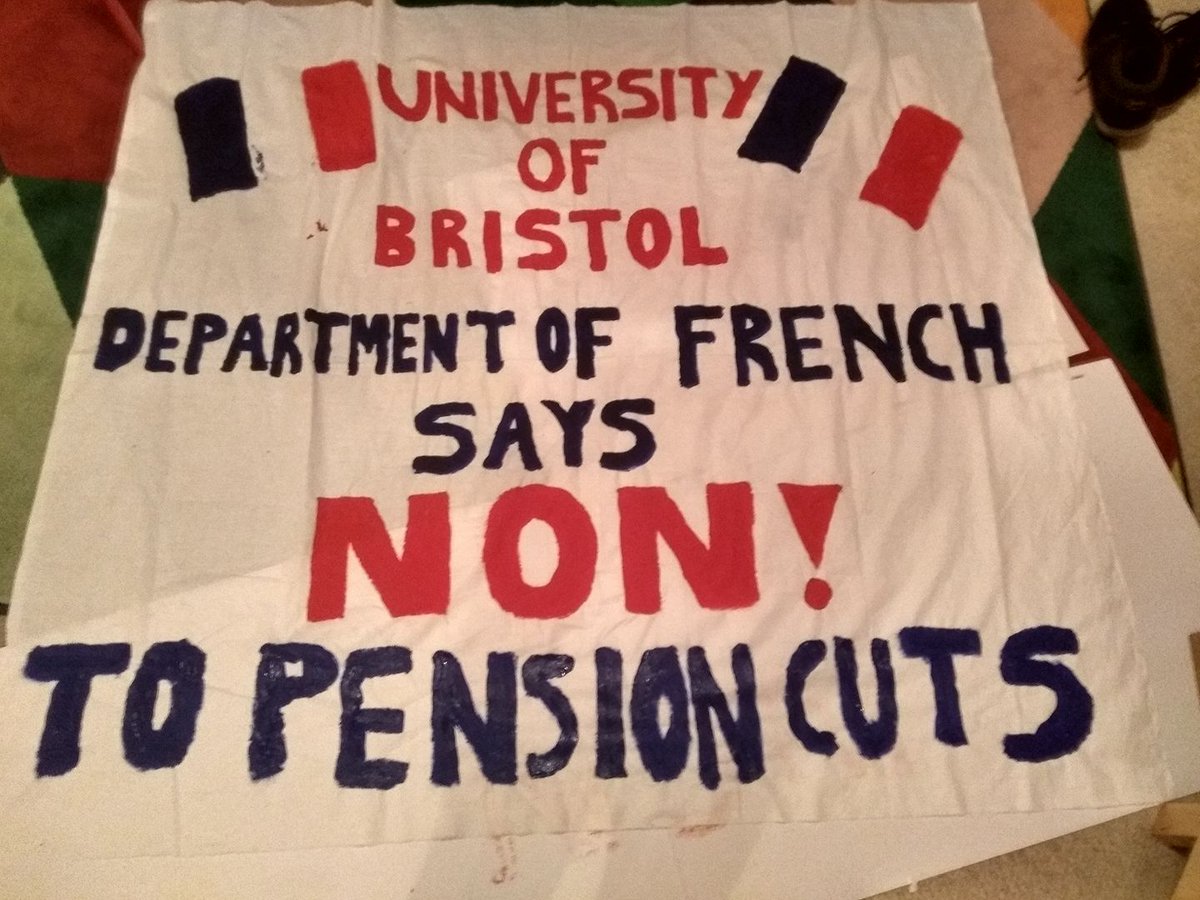 UNIVERSITY
OF
BRISTOL
DEPARTMENT OF FRENCH
SAYS
NON!
TO PENSION CUTS